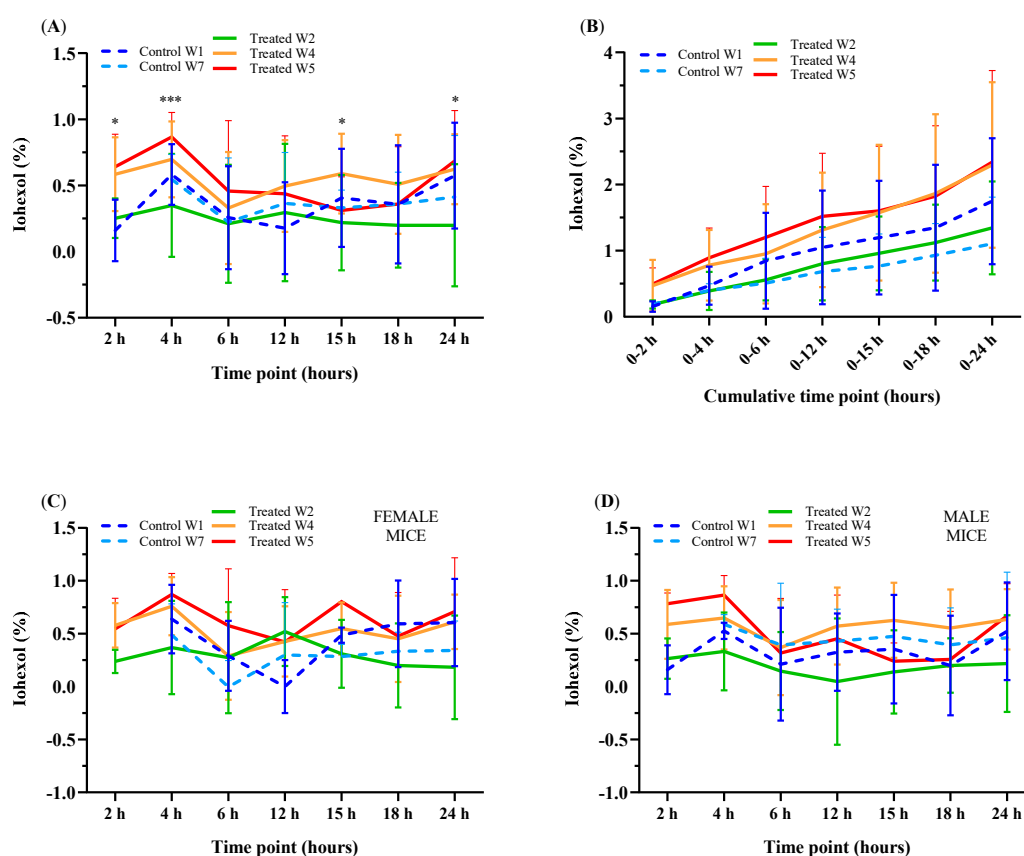 (A)
Control W1
Control W7
Treated W2
Treated W4
Treated W5
Iohexol (%)
1.5
1.0
0.5
0.0
-0.5
*
***
*
*
2 h
4 h
6 h
12 h
15 h
18 h
24 h
Time point (hours)
(B)
Control W1
Control W7
Treated W2
Treated W4
Treated W5
Iohexol (%)
4
3
2
1
0
0-2 h
0-4 h
0-6 h
0-12 h
0-15 h
0-18 h
0-24 h
Cumulative time point (hours)
(C)
Control W1
Control W7
Treated W2
Treated W4
Treated W5
FEMALE
MICE
Iohexol (%)
1.5
1.0
0.5
0.0
-0.5
-1.0
2 h
4 h
6 h
12 h
15 h
18 h
24 h
Time point (hours)
(D)
Control W1
Control W7
Treated W2
Treated W4
Treated W5
MALE
MICE
Iohexol (%)
1.5
1.0
0.5
0.0
-0.5
-1.0
2 h
4 h
6 h
12 h
15 h
18 h
24 h
Time point (hours)